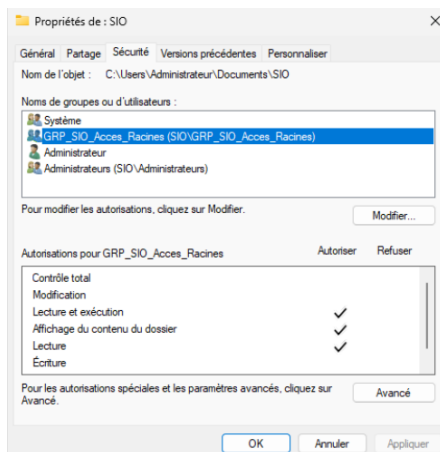 Propriétés de : SIO
Général Partage Sécurité Versions précédentes Personnaliser
Nom de l'objet : C:\Users\Administrateur\Documents\SIO
Noms de groupes ou d'utilisateurs :
Système
GRP_SIO_Acces_Racines (SIO\GRP_SIO_Acces_Racines)
Administrateur
Administrateurs (SIO\Administrateurs)
Pour modifier les autorisations, cliquez sur Modifier.
Modifier...
Autorisations pour GRP_SIO_Acces_Racines Autoriser Refuser
Contrôle total
Modification
Lecture et exécution
Affichage du contenu du dossier
Lecture
Écriture
Pour les autorisations spéciales et les paramètres avancés, cliquez sur
Avancé.
Avancé
OK Annuler Appliquer